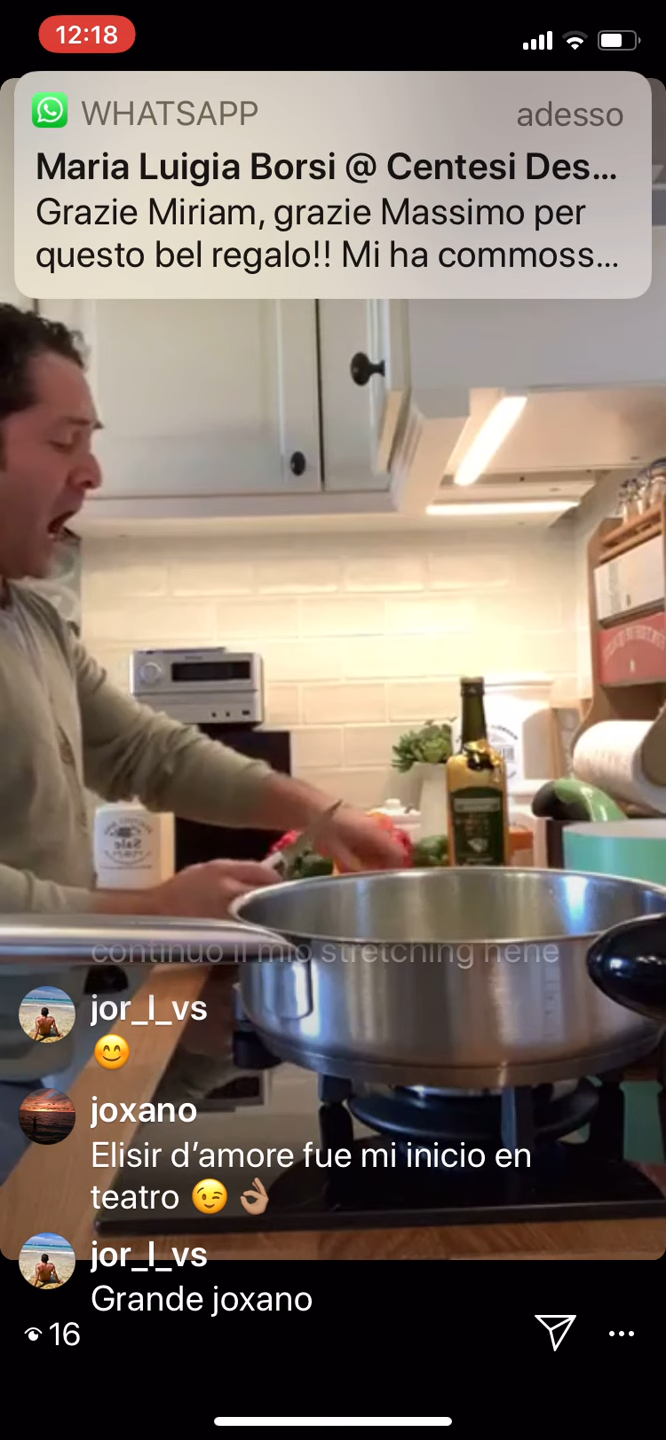 12:18
WHATSAPP
adesso
Maria Luigia Borsi @ Centesi Des...
Grazie Miriam, grazie Massimo per
questo bel regalo!! Mi ha commoss...
Sale
continuo il mio stretching hehe
jor_l_vs
😊
joxano
Elisir d’amore fue mi inicio en
teatro 😉 👌🏽
jor_l_vs
Grande joxano
16